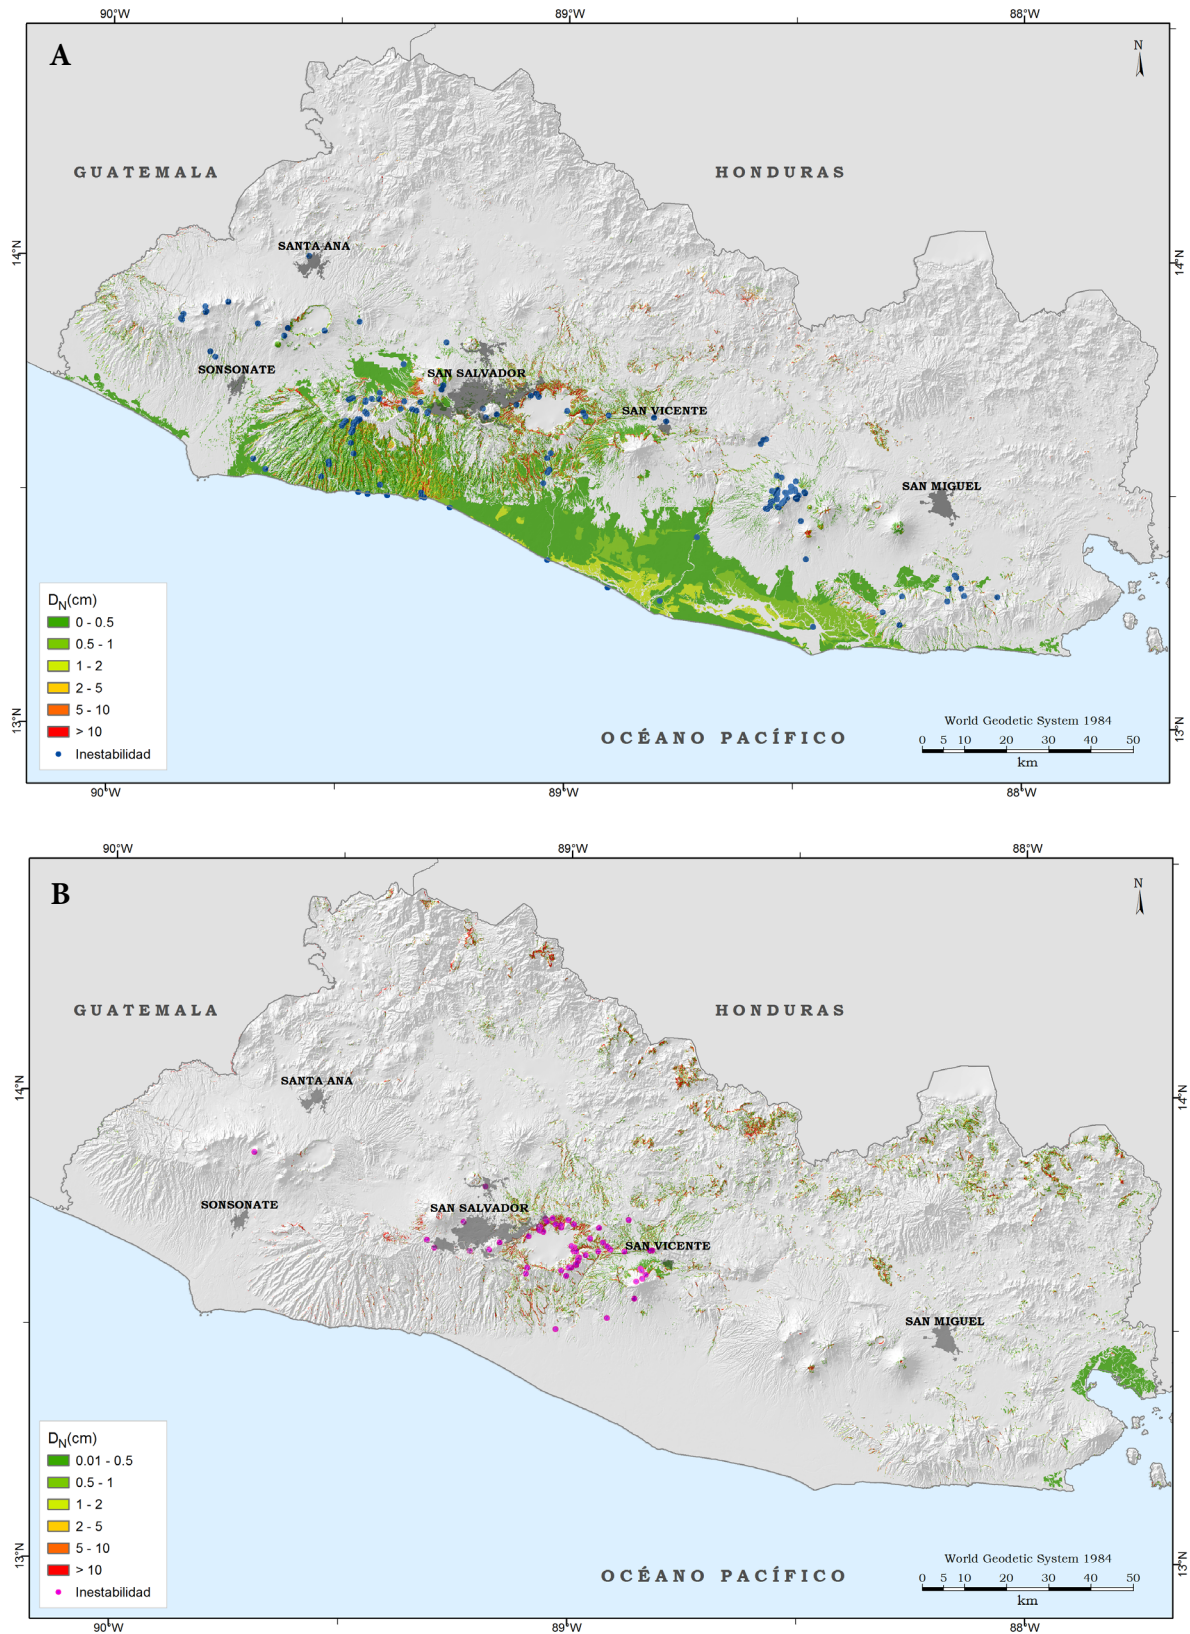 90°W 89°W 88°W
A
N
GUATEMALA HONDURAS
14°N 14°N
SANTA ANA
SONSONATE
SAN SALVADOR
SAN VICENTE
SAN MIGUEL
D_N(cm)
0 - 0.5
0.5 - 1
1 - 2
2 - 5
5 - 10
> 10
Inestabilidad
13°N 13°N
OCÉANO PACÍFICO
World Geodetic System 1984
0 5 10 20 30 40 50
km
90°W 89°W 88°W
90°W 89°W 88°W
B
N
GUATEMALA HONDURAS
14°N 14°N
SANTA ANA
SONSONATE
SAN SALVADOR
SAN VICENTE
SAN MIGUEL
D_N(cm)
0.01 - 0.5
0.5 - 1
1 - 2
2 - 5
5 - 10
> 10
Inestabilidad
13°N 13°N
OCÉANO PACÍFICO
World Geodetic System 1984
0 5 10 20 30 40 50
km
90°W 89°W 88°W